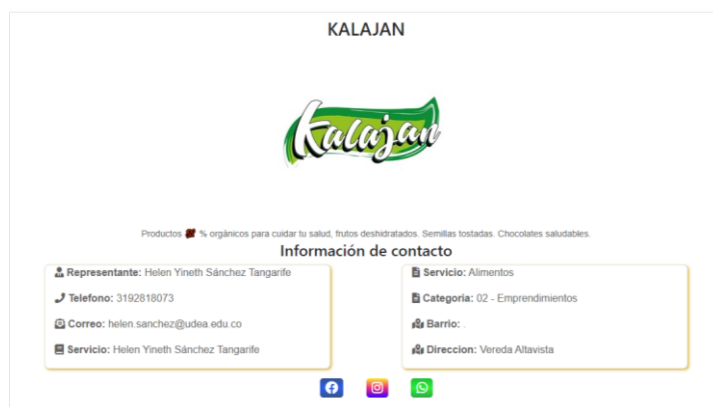 KALAJAN
Kalajan
Productos 💯 % orgánicos para cuidar tu salud, frutos deshidratados. Semillas tostadas. Chocolates saludables.
Información de contacto
Representante: Helen Yineth Sánchez Tangarife
Telefono: 3192818073
Correo: helen.sanchez@udea.edu.co
Servicio: Helen Yineth Sánchez Tangarife
Servicio: Alimentos
Categoria: 02 - Emprendimientos
Barrio: .
Direccion: Vereda Altavista